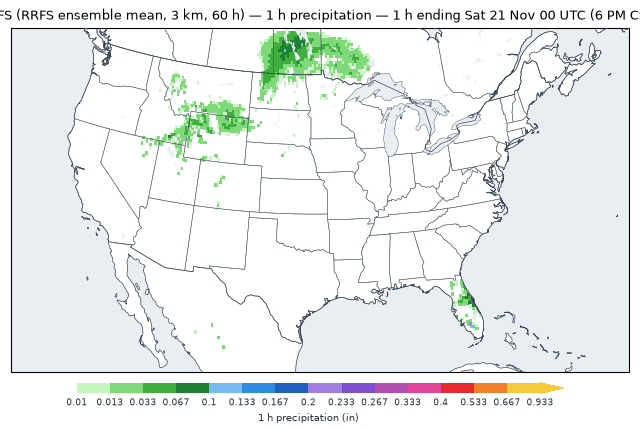 (RRFS ensemble mean, 3 km, 60 h) — 1 h precipitation — 1 h ending Sat 21 Nov 00 UTC (6 PM
0.01 0.013 0.033 0.067 0.1 0.133 0.167 0.2 0.233 0.267 0.333 0.4 0.533 0.667 0.933
1 h precipitation (in)